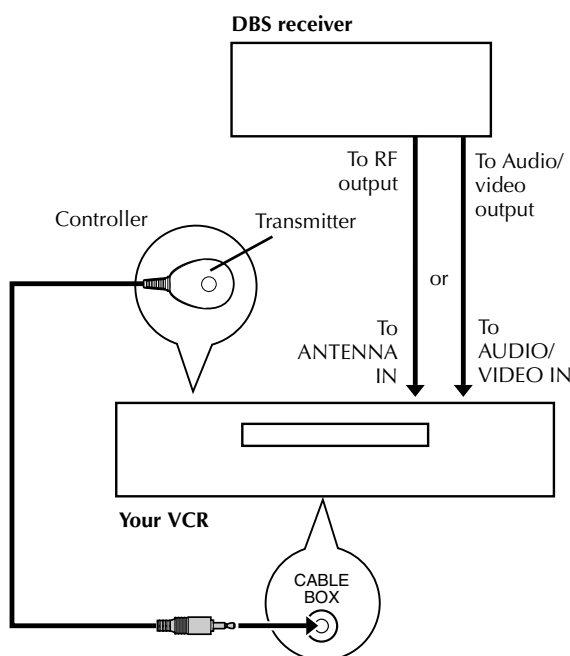 DBS receiver
To RF
output
To Audio/
video
output
Controller
Transmitter
or
To
ANTENNA
IN
To
AUDIO/
VIDEO IN
Your VCR
CABLE
BOX